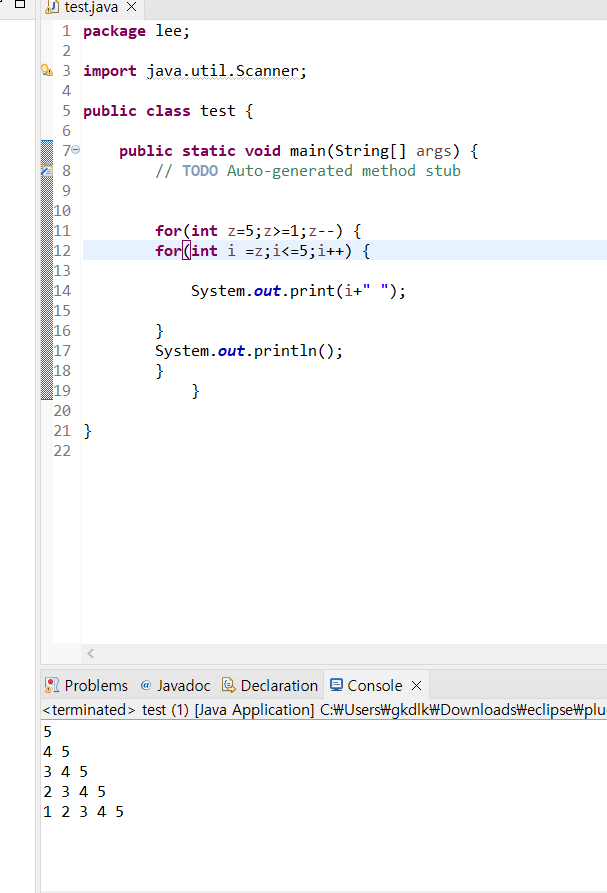 test.java
1 package lee;
2
3 import java.util.Scanner;
4
5 public class test {
6
7 public static void main(String[] args) {
8 // TODO Auto-generated method stub
9
10
11 for(int z=5;z>=1;z--) {
12 for(int i =z;i<=5;i++) {
13
14 System.out.print(i+" ");
15
16 }
17 System.out.println();
18 }
19 }
20
21 }
22
Problems @ Javadoc Declaration Console
<terminated> test (1) [Java Application] C:₩Users₩gkdlk₩Downloads₩eclipse₩plu
5
4 5
3 4 5
2 3 4 5
1 2 3 4 5